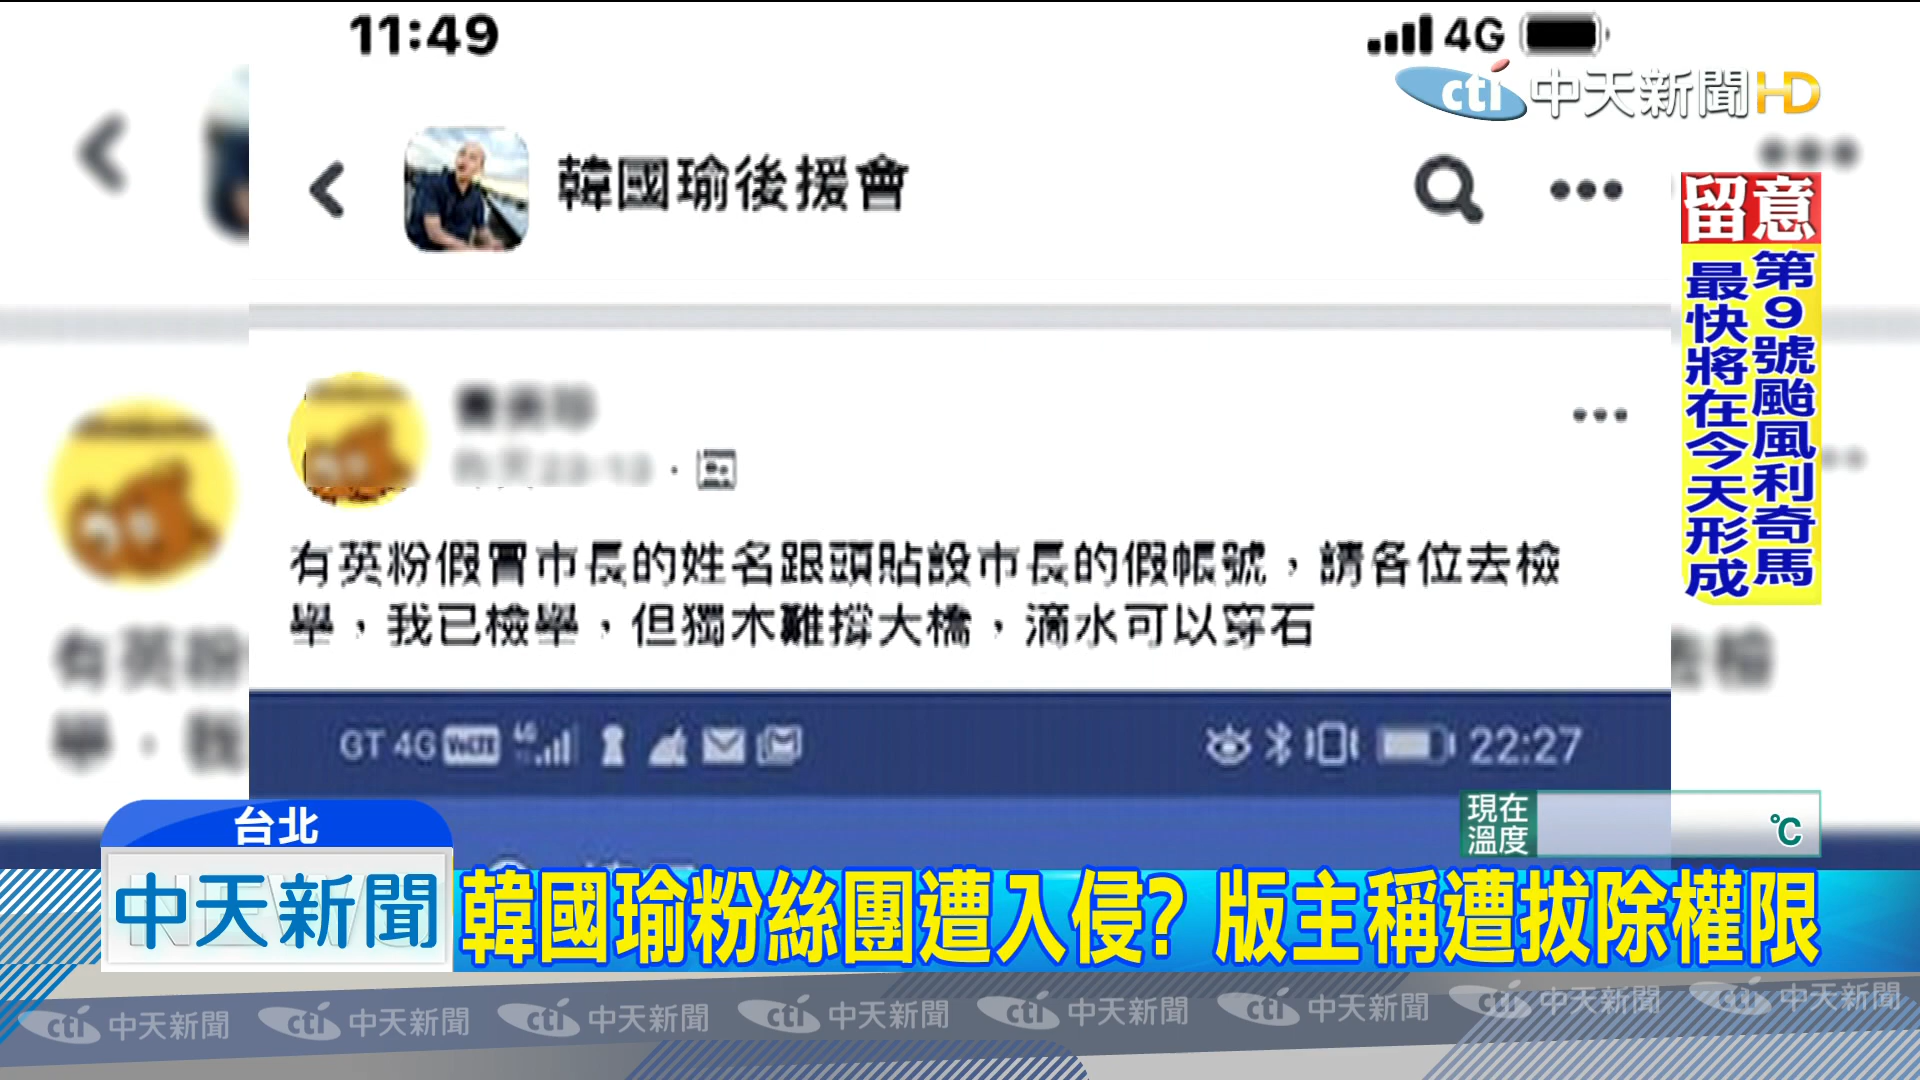 11:49
4G
cti 中天新聞HD
韓國瑜後援會
留意
第9號颱風利奇馬
最快將在今天形成
有英粉假冒市長的姓名跟頭貼設市長的假帳號，請各位去檢
舉，我已檢舉，但獨木難撐大橋，滴水可以穿石
GT 4G VoLTE 4G
22:27
現在
溫度
℃
台北
中天新聞
韓國瑜粉絲團遭入侵? 版主稱遭拔除權限
cti 中天新聞 cti 中天新聞 cti 中天新聞 cti 中天新聞 cti 中天新聞 cti 中天新聞 cti 中天新聞 cti 中天新聞